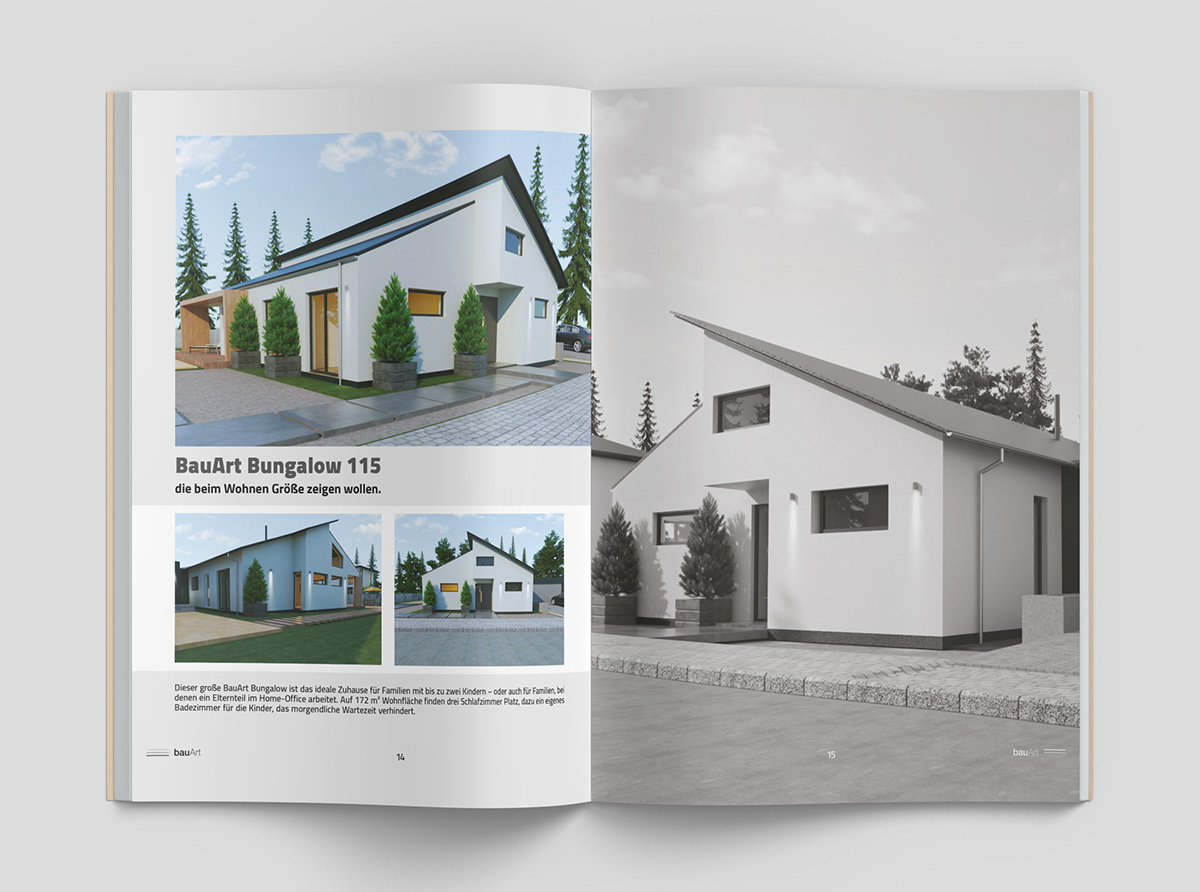 BauArt Bungalow 115
die beim Wohnen Größe zeigen wollen.
Dieser große BauArt Bungalow ist das ideale Zuhause für Familien mit bis zu zwei Kindern – oder auch für Familien, bei
denen ein Elternteil im Home-Office arbeitet. Auf 172 m² Wohnfläche finden drei Schlafzimmer Platz, dazu ein eigenes
Badezimmer für die Kinder, das morgendliche Wartezeit verhindert.
bauArt
14
15
bauArt